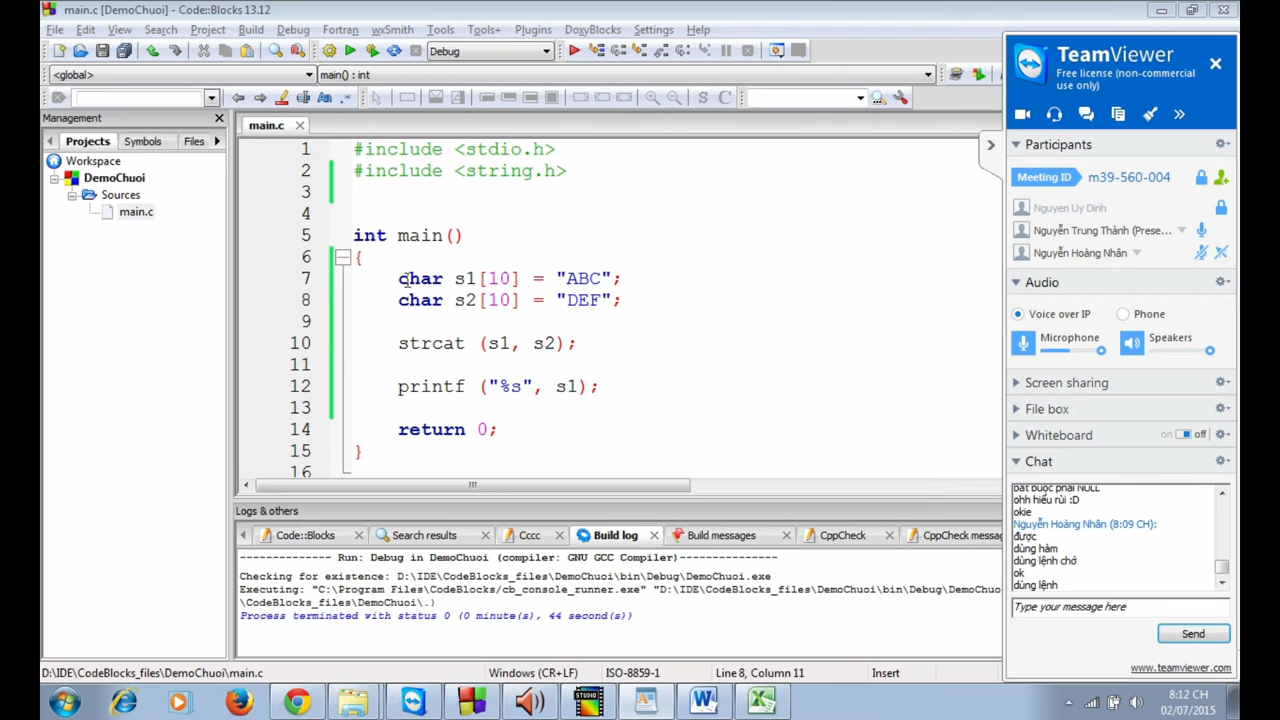 main.c [DemoChuoi] - Code::Blocks 13.12
File Edit View Search Project Build Debug Fortran wxSmith Tools Tools+ Plugins DoxyBlocks Settings Help
Debug
<global> main() : int
Management
Projects Symbols Files
Workspace
DemoChuoi
Sources
main.c
main.c
1 #include <stdio.h>
2 #include <string.h>
3
4
5 int main()
6 {
7 char s1[10] = "ABC";
8 char s2[10] = "DEF";
9
10 strcat (s1, s2);
11
12 printf ("%s", s1);
13
14 return 0;
15 }
16
Logs & others
Code::Blocks Search results Cccc Build log Build messages CppCheck CppCheck messag
-------------- Run: Debug in DemoChuoi (compiler: GNU GCC Compiler)---------------
Checking for existence: D:\IDE\CodeBlocks_files\DemoChuoi\bin\Debug\DemoChuoi.exe
Executing: "C:\Program Files\CodeBlocks/cb_console_runner.exe" "D:\IDE\CodeBlocks_files\DemoChuoi\bin\Debug\Demo
\CodeBlocks_files\DemoChuoi\.)
Process terminated with status 0 (0 minute(s), 44 second(s))
D:\IDE\CodeBlocks_files\DemoChuoi\main.c Windows (CR+LF) ISO-8859-1 Line 8, Column 11 Insert
TeamViewer
Free license (non-commercial
use only)
Participants
Meeting ID m39-560-004
Nguyen Uy Dinh
Nguyễn Trung Thành (Prese...
Nguyễn Hoàng Nhân
Audio
Voice over IP Phone
Microphone Speakers
Screen sharing
File box
Whiteboard on off
Chat
bắt buộc phải NULL
ohh hiểu rùi :D
okie
Nguyễn Hoàng Nhân (8:09 CH):
được
dùng hàm
dùng lệnh chớ
ok
dùng lệnh
Type your message here
Send
www.teamviewer.com
STUDIO
8:12 CH
02/07/2015